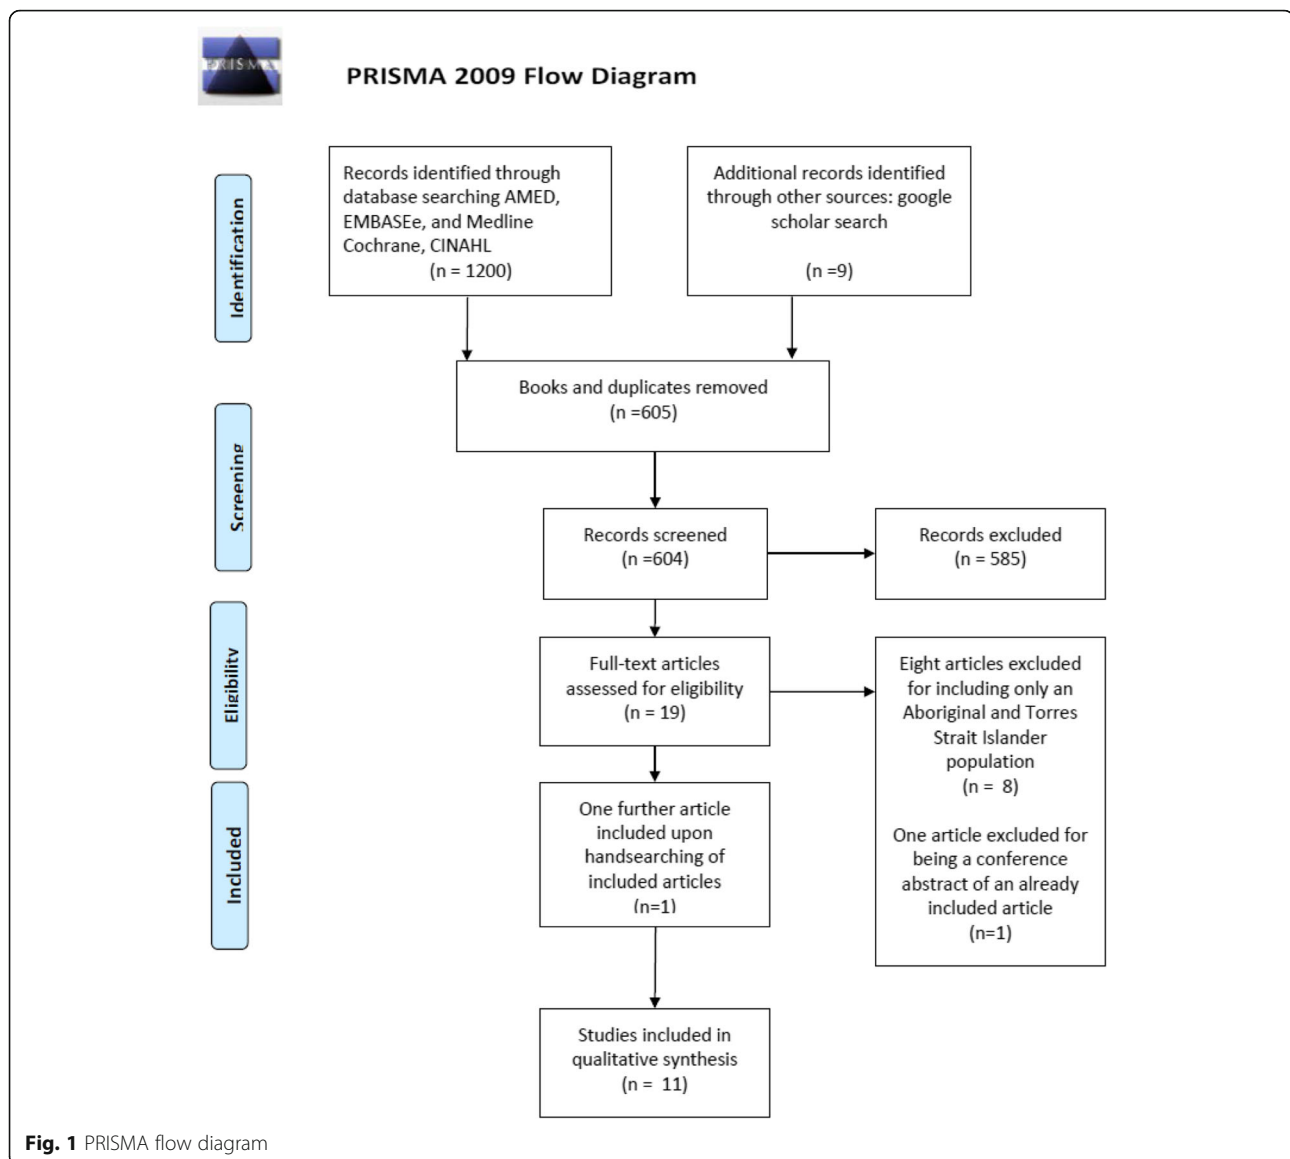 PRISMA
PRISMA 2009 Flow Diagram
Identification
Records identified through
database searching AMED,
EMBASEe, and Medline
Cochrane, CINAHL
(n = 1200)
Additional records identified
through other sources: google
scholar search
(n =9)
Books and duplicates removed
(n =605)
Screening
Records screened
(n =604)
Records excluded
(n = 585)
Eligibility
Full-text articles
assessed for eligibility
(n = 19)
Eight articles excluded
for including only an
Aboriginal and Torres
Strait Islander
population
(n = 8)
One article excluded for
being a conference
abstract of an already
included article
(n=1)
Included
One further article
included upon
handsearching of
included articles
(n=1)
Studies included in
qualitative synthesis
(n = 11)
Fig. 1 PRISMA flow diagram